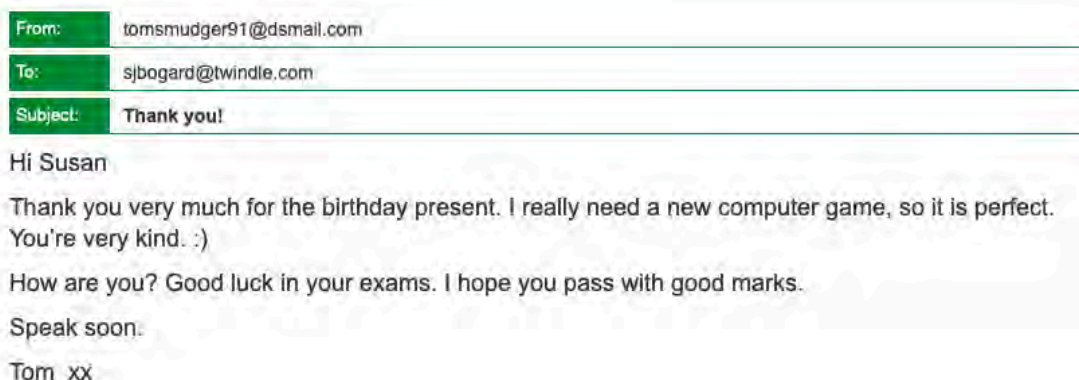 From: tomsmudger91@dsmail.com
To: sjbogard@twindle.com
Subject: Thank you!
Hi Susan
Thank you very much for the birthday present. I really need a new computer game, so it is perfect.
You're very kind. :)
How are you? Good luck in your exams. I hope you pass with good marks.
Speak soon.
Tom xx